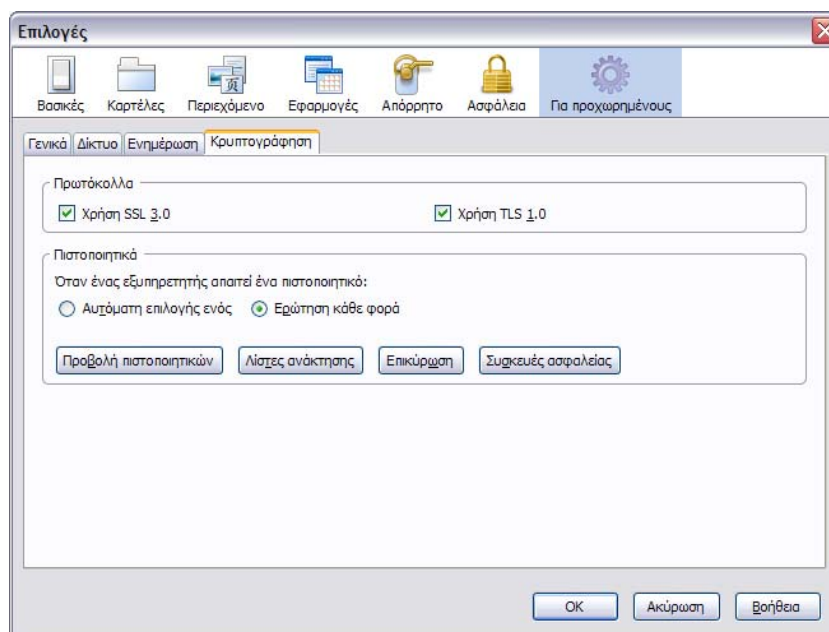 Επιλογές
Βασικές Καρτέλες Περιεχόμενο Εφαρμογές Απόρρητο Ασφάλεια Για προχωρημένους
Γενικά Δίκτυο Ενημέρωση Κρυπτογράφηση
Πρωτόκολλα
Χρήση SSL 3.0 Χρήση TLS 1.0
Πιστοποιητικά
Όταν ένας εξυπηρετητής απαιτεί ένα πιστοποιητικό:
Αυτόματη επιλογής ενός Ερώτηση κάθε φορά
Προβολή πιστοποιητικών Λίστες ανάκτησης Επικύρωση Συσκευές ασφαλείας
OK Ακύρωση Βοήθεια